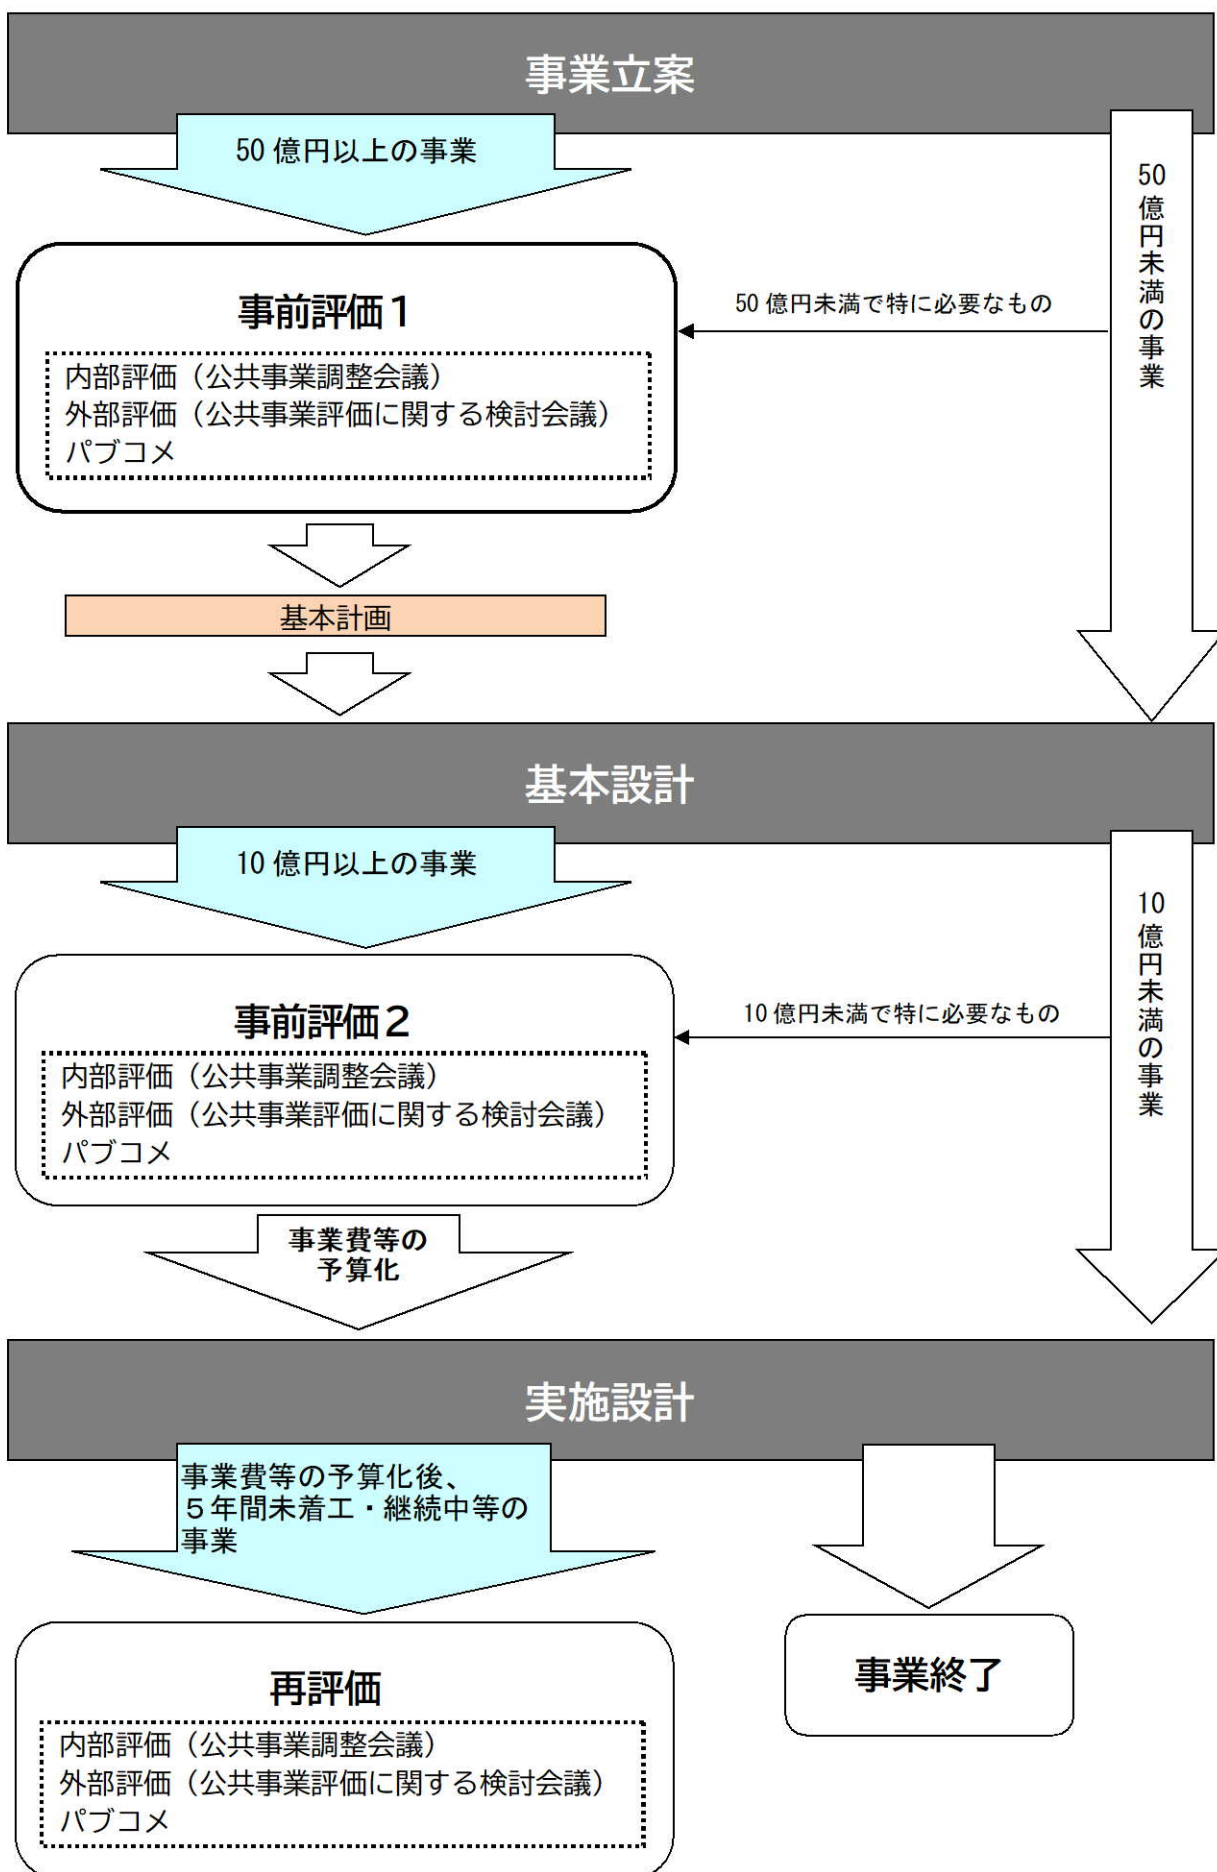 事業立案
50億円以上の事業
50億円未満の事業
事前評価１
50億円未満で特に必要なもの
内部評価（公共事業調整会議）
外部評価（公共事業評価に関する検討会議）
パブコメ
基本計画
基本設計
10億円以上の事業
10億円未満の事業
事前評価２
10億円未満で特に必要なもの
内部評価（公共事業調整会議）
外部評価（公共事業評価に関する検討会議）
パブコメ
事業費等の
予算化
実施設計
事業費等の予算化後、
５年間未着工・継続中等の
事業
再評価
事業終了
内部評価（公共事業調整会議）
外部評価（公共事業評価に関する検討会議）
パブコメ